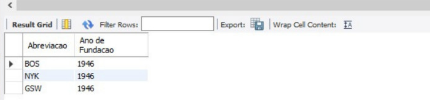 Result Grid Filter Rows: Export: Wrap Cell Content:
Abreviacao Ano de
Fundacao
BOS 1946
NYK 1946
GSW 1946